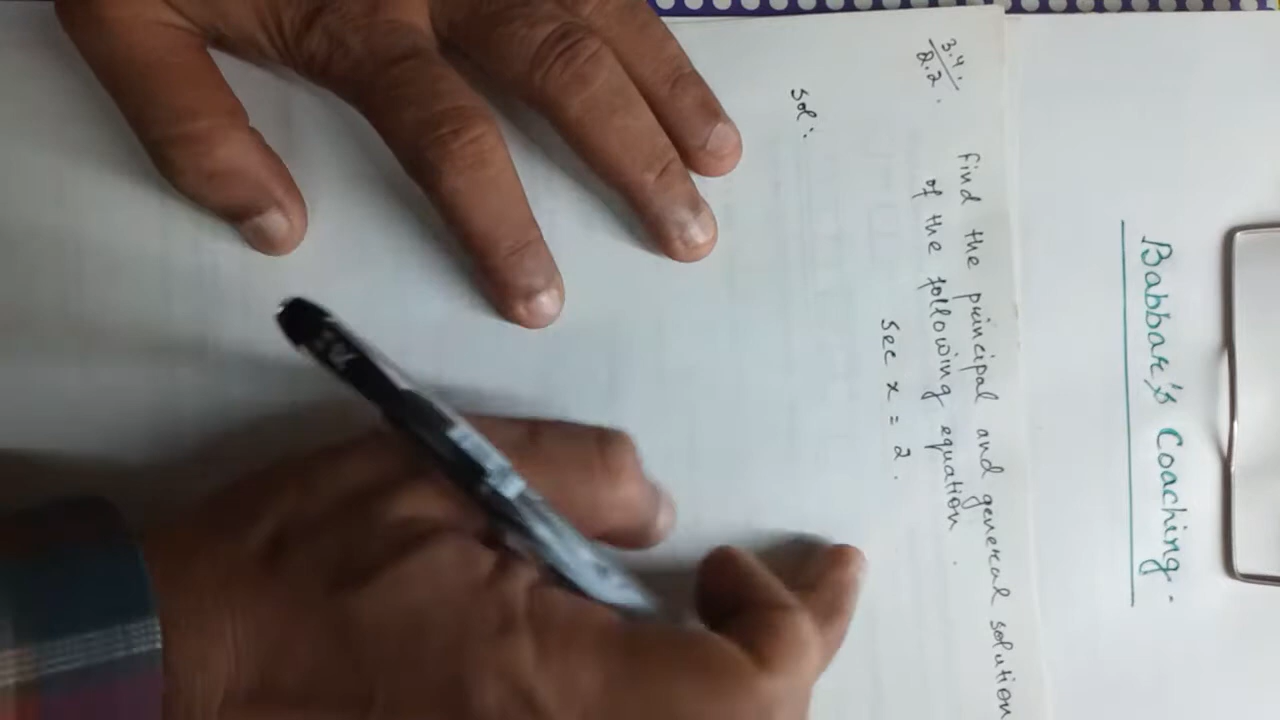 Babbar's Coaching.
3.4.
Q.2.
Find the principal and general solution
of the following equation.
Sec x = 2.
Sol: